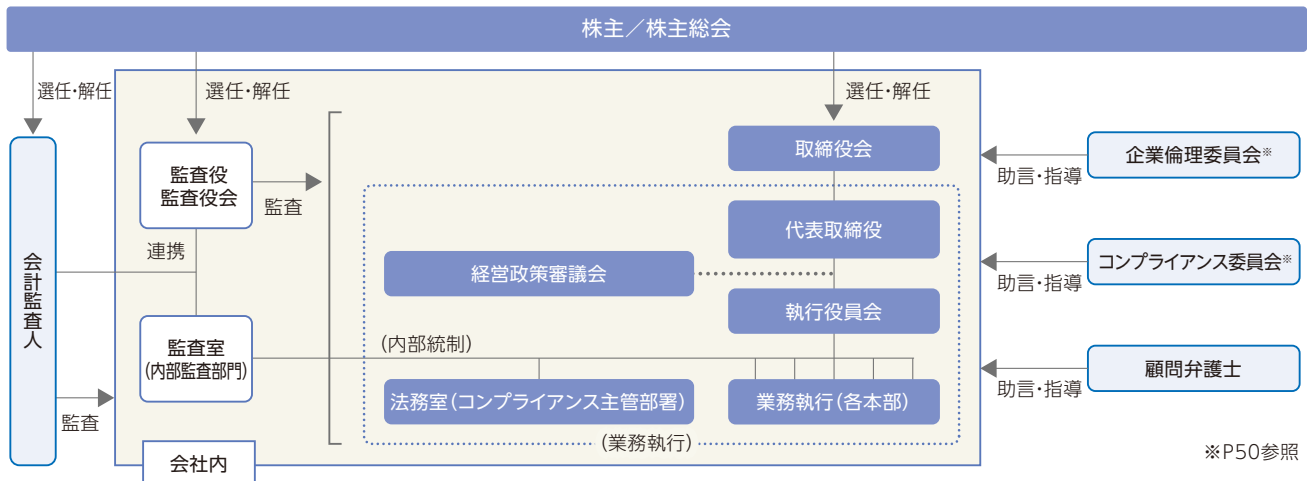 株主／株主総会
選任・解任
選任・解任
選任・解任
会計監査人
監査役
監査役会
監査
連携
監査室
(内部監査部門)
監査
会社内
取締役会
代表取締役
経営政策審議会
執行役員会
(内部統制)
法務室(コンプライアンス主管部署)
業務執行(各本部)
(業務執行)
企業倫理委員会※
助言・指導
コンプライアンス委員会※
助言・指導
顧問弁護士
助言・指導
※P50参照